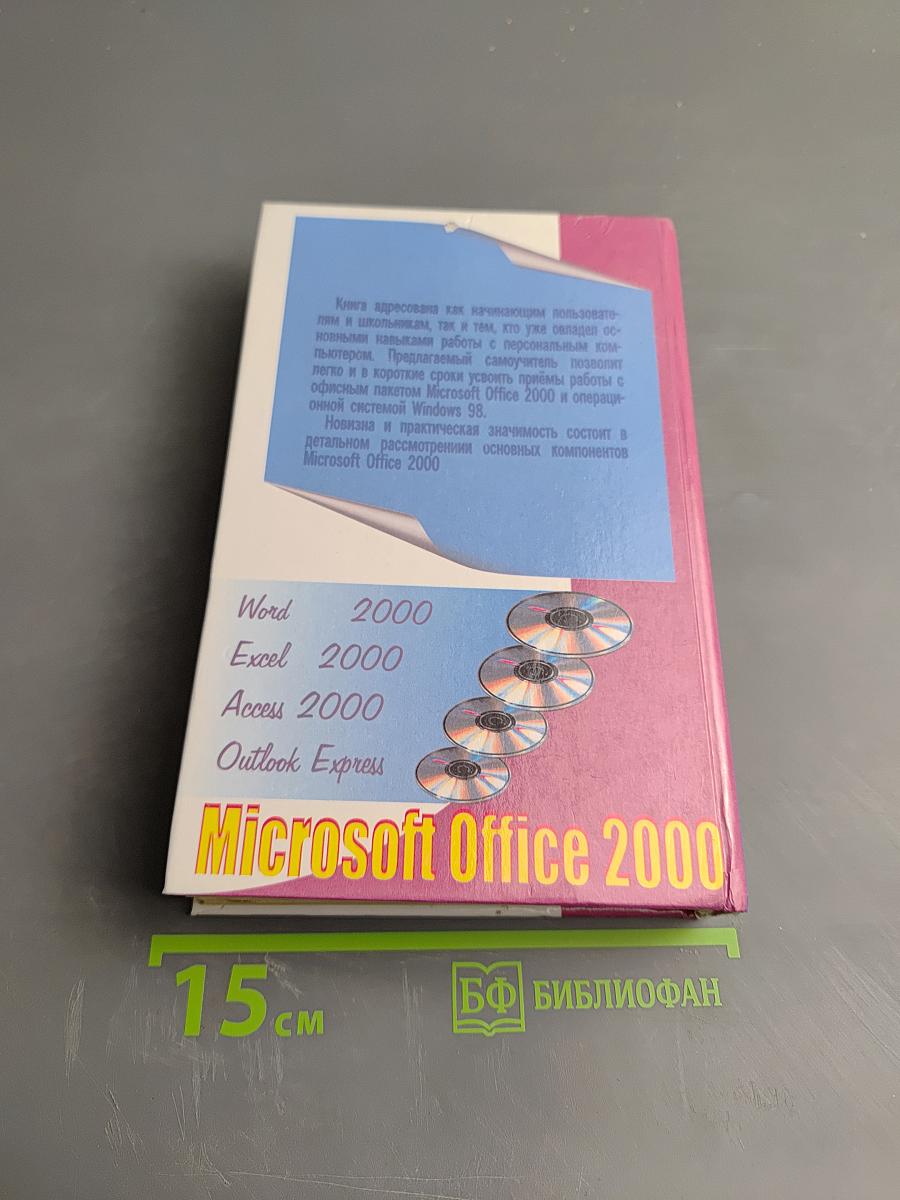 Книга адресована как начинающим пользовате-
лям и школьникам, так и тем, кто уже овладел ос-
новными навыками работы с персональным ком-
пьютером. Предлагаемый самоучитель позволит
легко и в короткие сроки усвоить приёмы работы с
офисным пакетом Microsoft Office 2000 и операци-
онной системой Windows 98.
Новизна и практическая значимость состоит в
детальном рассмотрениии основных компонентов
Microsoft Office 2000
Word 2000
Excel 2000
Access 2000
Outlook Express
Microsoft Office 2000
15 см
БФ БИБЛИОФАН